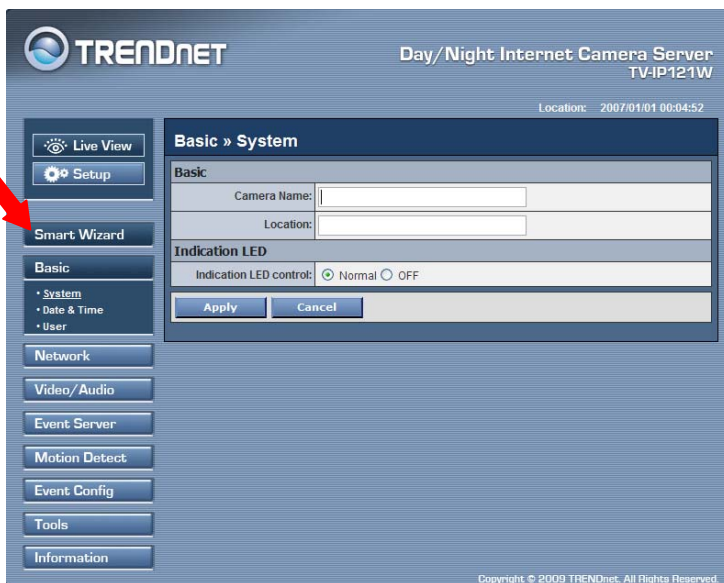 TRENDnet
Day/Night Internet Camera Server
TV-IP121W
Location: 2007/01/01 00:04:52
Live View
Setup
Smart Wizard
Basic
• System
• Date & Time
• User
Network
Video/Audio
Event Server
Motion Detect
Event Config
Tools
Information
Basic » System
Basic
Camera Name:
Location:
Indication LED
Indication LED control: Normal OFF
Apply Cancel
Copyright © 2009 TRENDnet. All Rights Reserved.